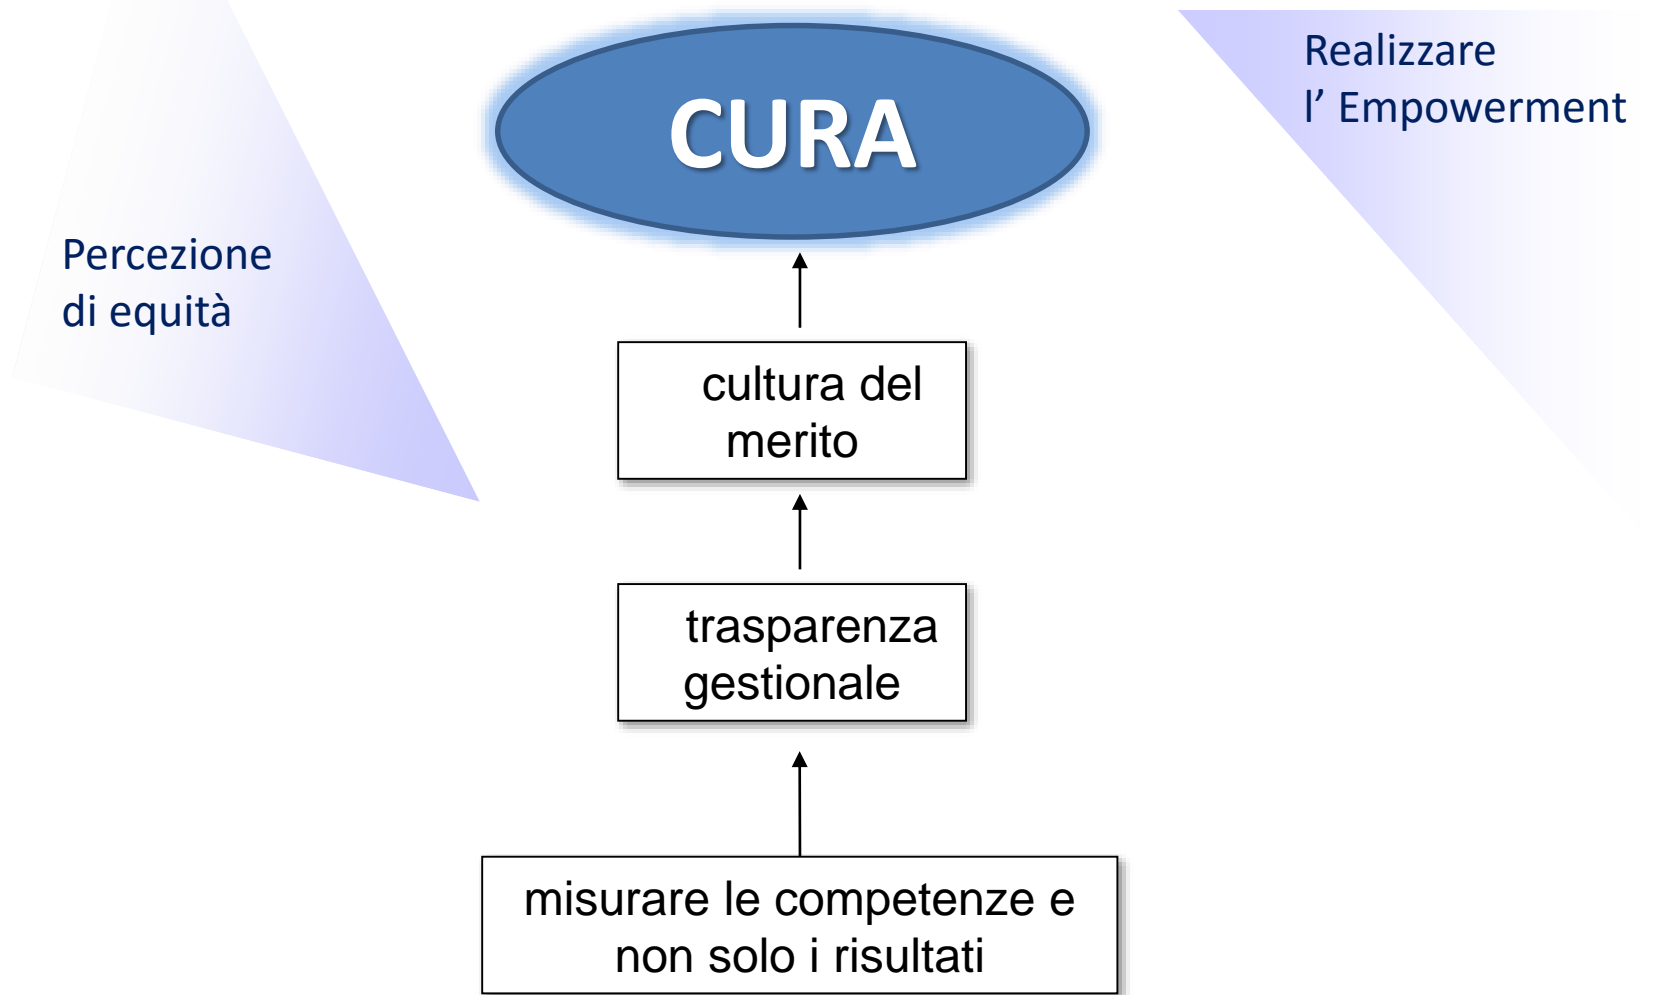 CURA
Realizzare
l’ Empowerment
Percezione
di equità
cultura del
merito
trasparenza
gestionale
misurare le competenze e
non solo i risultati